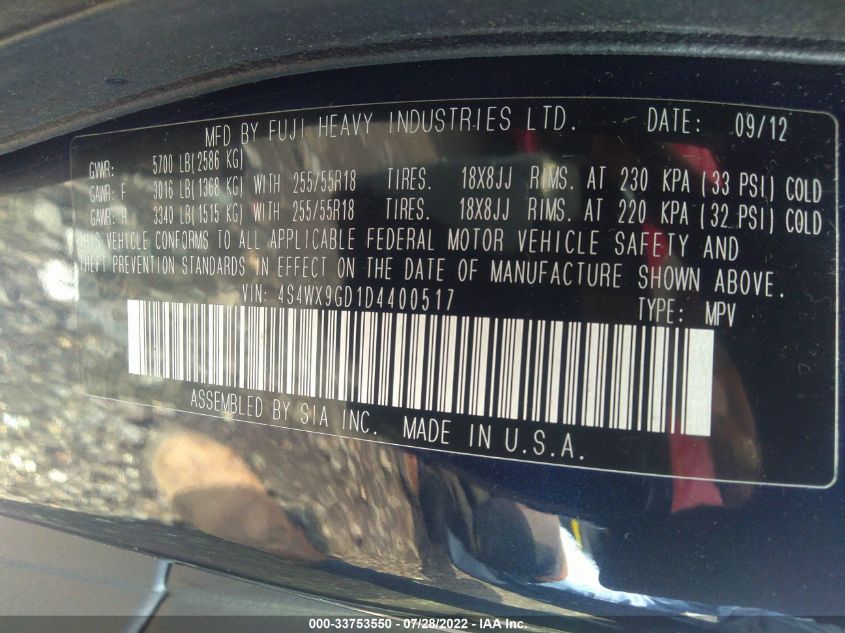 MFD BY FUJI HEAVY INDUSTRIES LTD. DATE: 09/12
GVWR: 5700 LB(2586 KG)
GAWR: F 3016 LB(1368 KG) WITH 255/55R18 TIRES. 18X8JJ RIMS. AT 230 KPA (33 PSI) COLD
GAWR: R 3340 LB(1515 KG) WITH 255/55R18 TIRES. 18X8JJ RIMS. AT 220 KPA (32 PSI) COLD
THIS VEHICLE CONFORMS TO ALL APPLICABLE FEDERAL MOTOR VEHICLE SAFETY AND
THEFT PREVENTION STANDARDS IN EFFECT ON THE DATE OF MANUFACTURE SHOWN ABOVE.
VIN: 4S4WX9GD1D4400517 TYPE: MPV
ASSEMBLED BY SIA INC. MADE IN U.S.A.
000-33753550 / 07/28/2022 - IAA Inc.